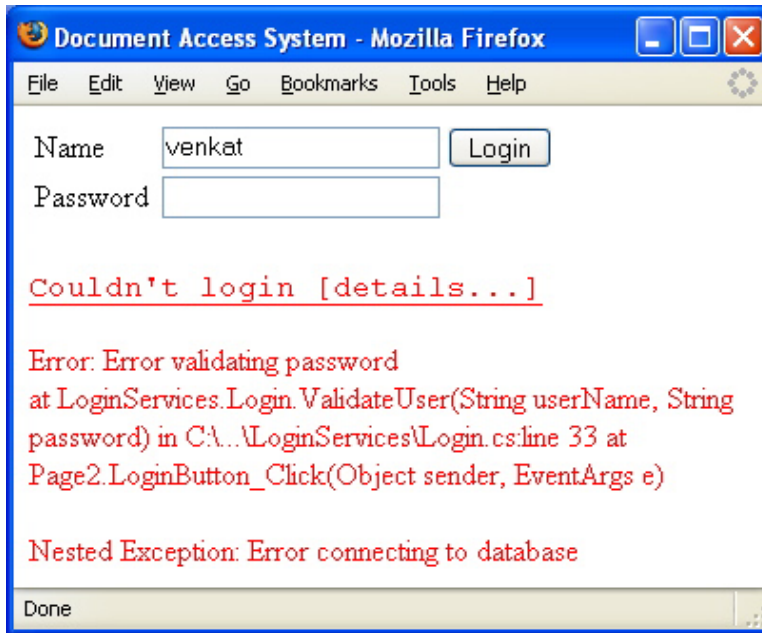 Document Access System - Mozilla Firefox
File Edit View Go Bookmarks Tools Help
Name venkat Login
Password
Couldn't login [details...]
Error: Error validating password
at LoginServices.Login.ValidateUser(String userName, String
password) in C:\...\LoginServices\Login.cs:line 33 at
Page2.LoginButton_Click(Object sender, EventArgs e)
Nested Exception: Error connecting to database
Done